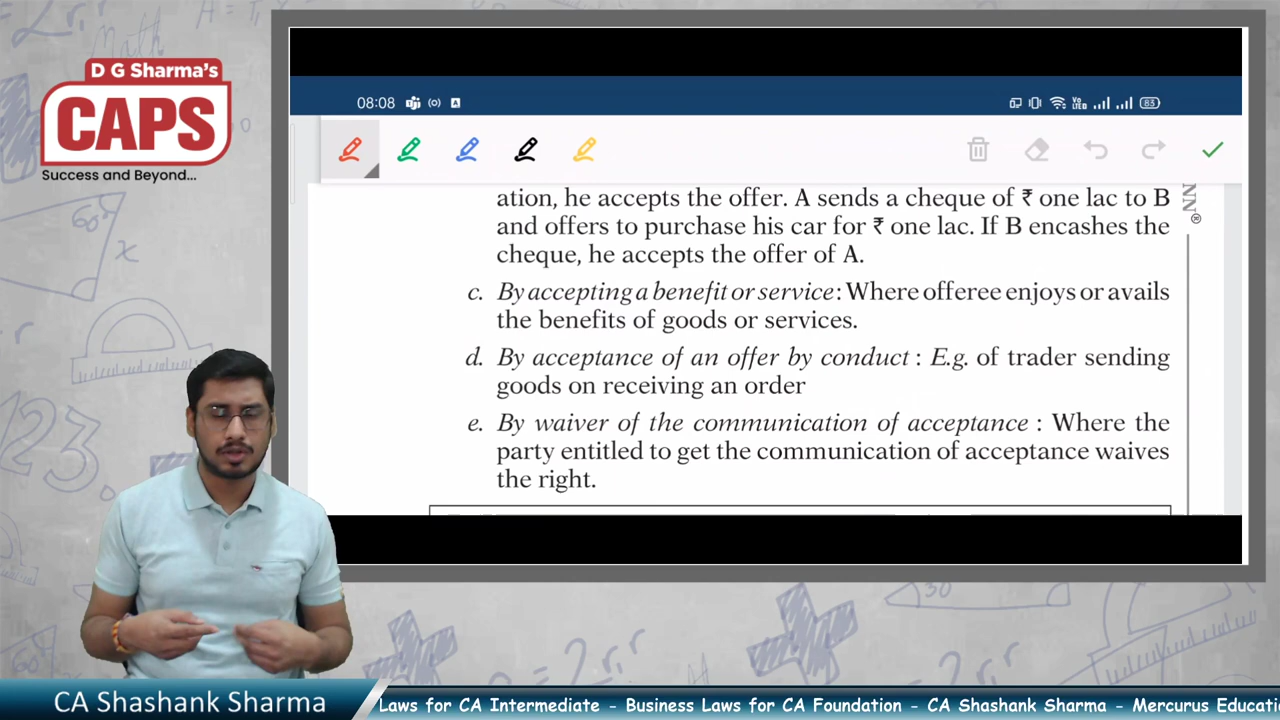 D G Sharma's
CAPS
Success and Beyond...
08:08
83
ation, he accepts the offer. A sends a cheque of ₹ one lac to B
and offers to purchase his car for ₹ one lac. If B encashes the
cheque, he accepts the offer of A.
c. By accepting a benefit or service : Where offeree enjoys or avails
the benefits of goods or services.
d. By acceptance of an offer by conduct : E.g. of trader sending
goods on receiving an order
e. By waiver of the communication of acceptance : Where the
party entitled to get the communication of acceptance waives
the right.
CA Shashank Sharma
Laws for CA Intermediate - Business Laws for CA Foundation - CA Shashank Sharma - Mercurus Educati